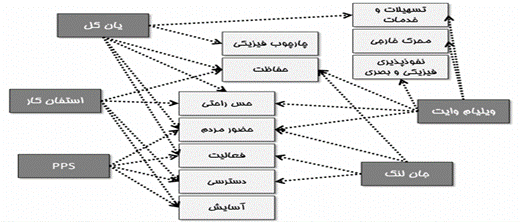 یان گل
تسهیلات و
خدمات
چارچوب فیزیکی
محرک خارجی
حفاظت
نفوذپذیری
فیزیکی و بصری
استفان کار
حس راحتی
ویلیام وایت
حضور مردم
PPS
فعالیت
جان لنگ
دسترسی
آسایش